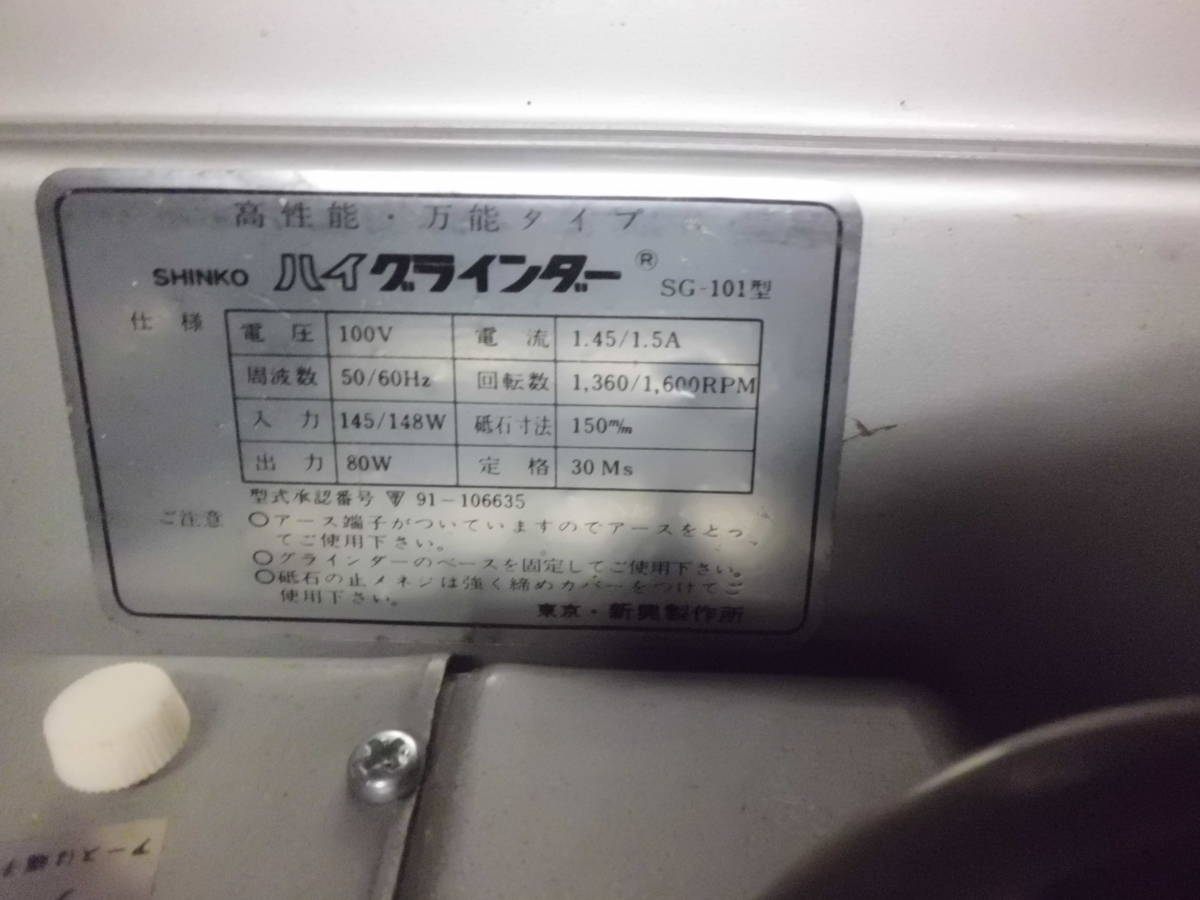 高性能・万能タイプ
SHINKO ハイグラインダー® SG-101型
仕様
電圧 100V 電流 1.45/1.5A
周波数 50/60Hz 回転数 1,360/1,600RPM
入力 145/148W 砥石寸法 150m/m
出力 80W 定格 30Ms
型式承認番号 91-106635
ご注意 ○アース端子がついていますのでアースをとっ
てご使用下さい。
○グラインダーのベースを固定してご使用下さい。
○砥石の止メネジは強く締めカバーをつけてご
使用下さい。
東京・新興製作所
アースは端子